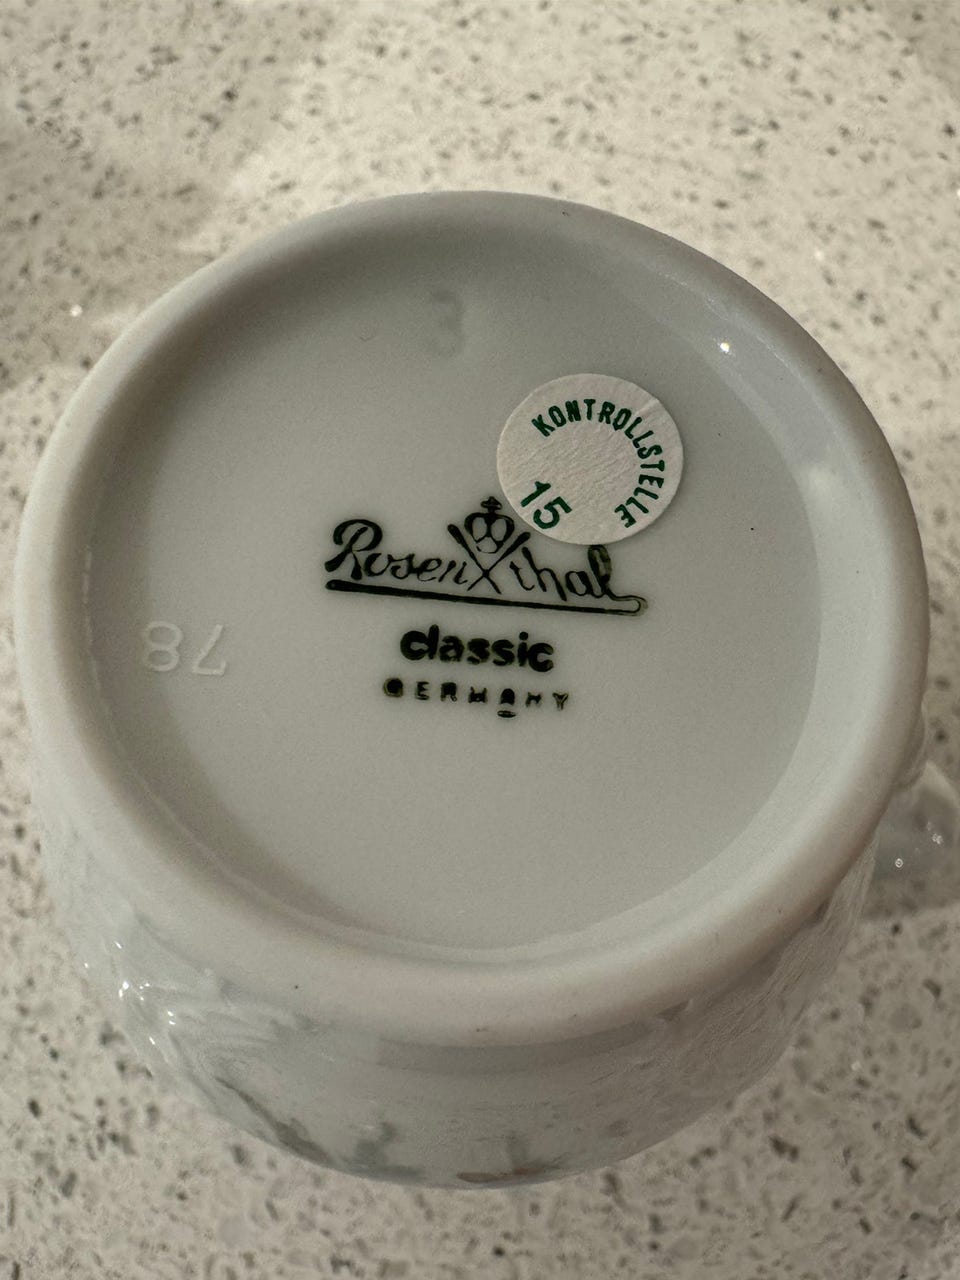 3
KONTROLLSTELLE
15
Rosenthal
classic
GERMANY
78